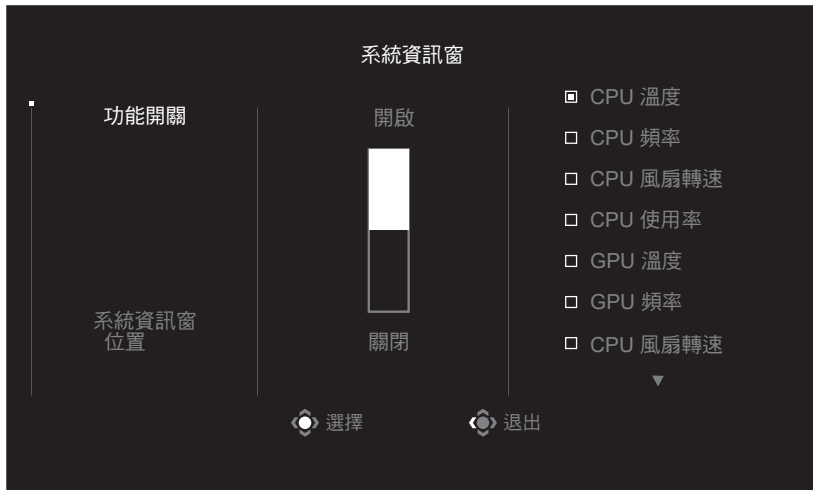 系統資訊窗
功能開關
系統資訊窗
位置
開啟
關閉
CPU 溫度
CPU 頻率
CPU 風扇轉速
CPU 使用率
GPU 溫度
GPU 頻率
CPU 風扇轉速
選擇
退出